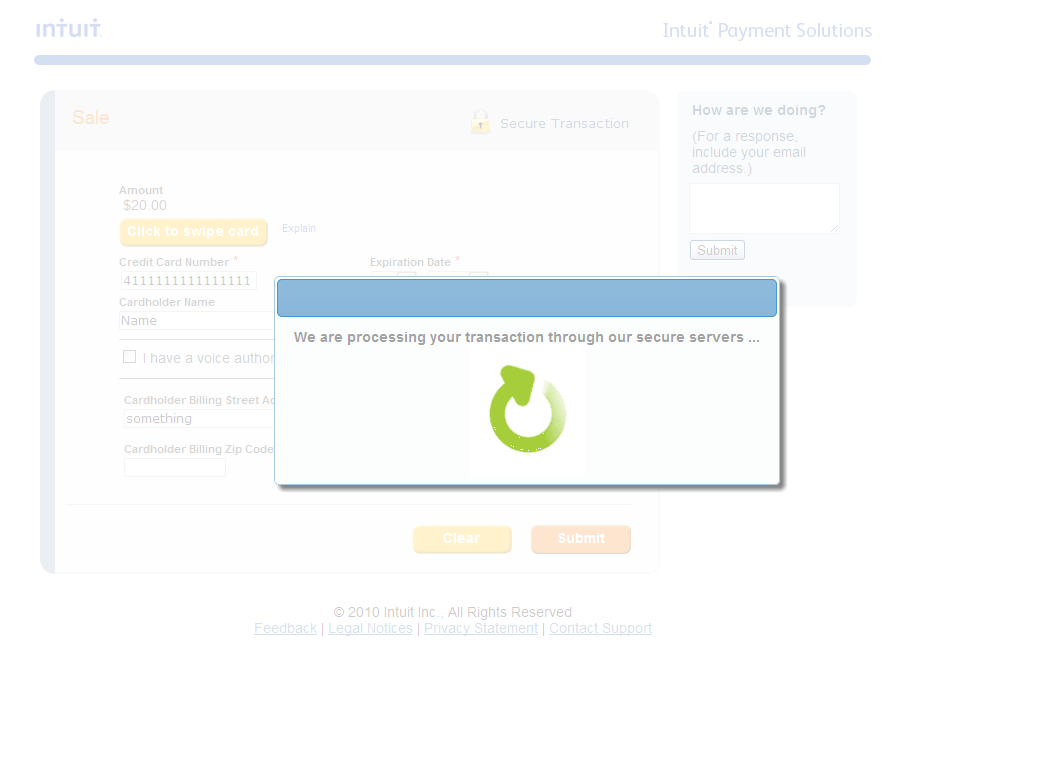 intuit
Intuit Payment Solutions
Sale
Secure Transaction
Amount
$20.00
Click to swipe card
Explain
Credit Card Number *
Expiration Date *
4111111111111111
Cardholder Name
Name
I have a voice author
Cardholder Billing Street Ad
something
Cardholder Billing Zip Code
We are processing your transaction through our secure servers ...
Clear
Submit
How are we doing?
(For a response,
include your email
address.)
Submit
© 2010 Intuit Inc., All Rights Reserved
Feedback | Legal Notices | Privacy Statement | Contact Support